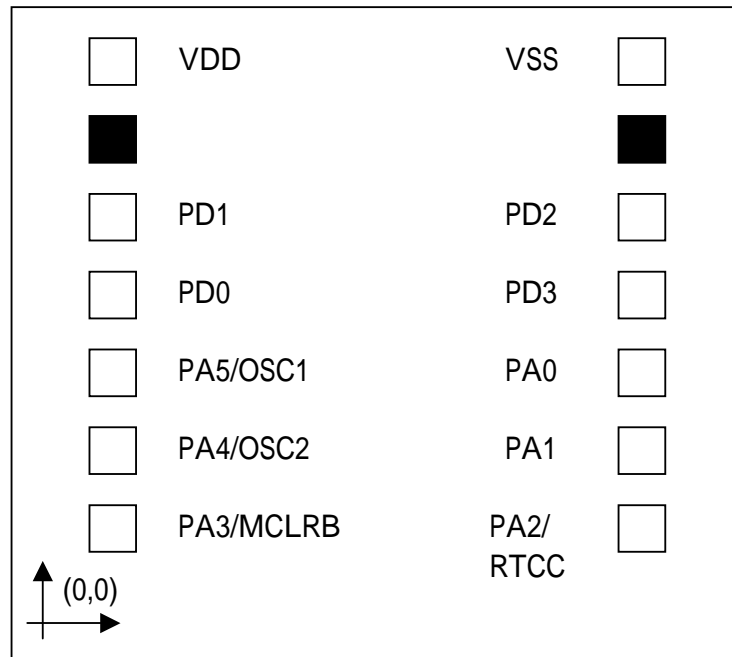 VDD VSS
PD1 PD2
PD0 PD3
PA5/OSC1 PA0
PA4/OSC2 PA1
PA3/MCLRB PA2/
RTCC
(0,0)